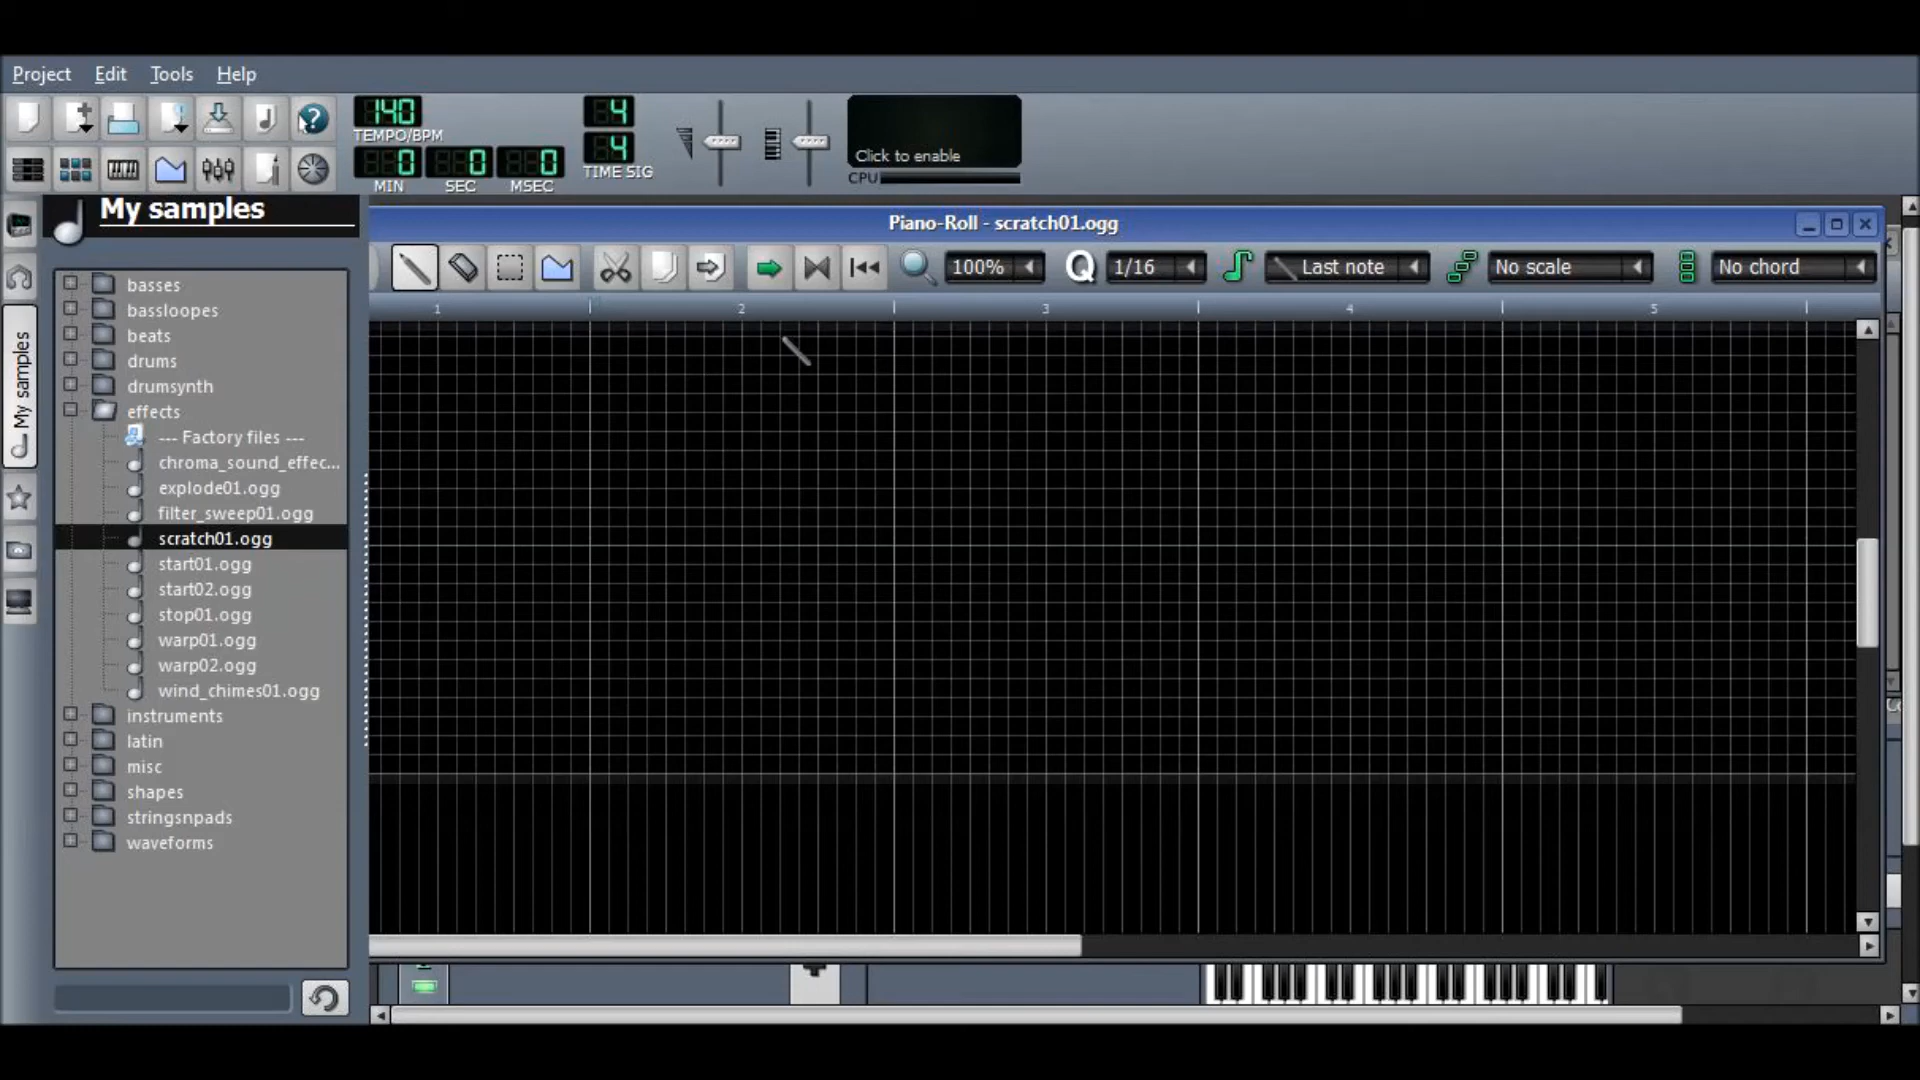 Project Edit Tools Help
140
TEMPO/BPM
4
4
TIME SIG
0 0 0
MIN SEC MSEC
Click to enable
CPU
My samples
My samples
basses
bassloopes
beats
drums
drumsynth
effects
--- Factory files ---
chroma_sound_effec...
explode01.ogg
filter_sweep01.ogg
scratch01.ogg
start01.ogg
start02.ogg
stop01.ogg
warp01.ogg
warp02.ogg
wind_chimes01.ogg
instruments
latin
misc
shapes
stringsnpads
waveforms
Piano-Roll - scratch01.ogg
100% Q 1/16 Last note No scale No chord
1 2 3 4 5